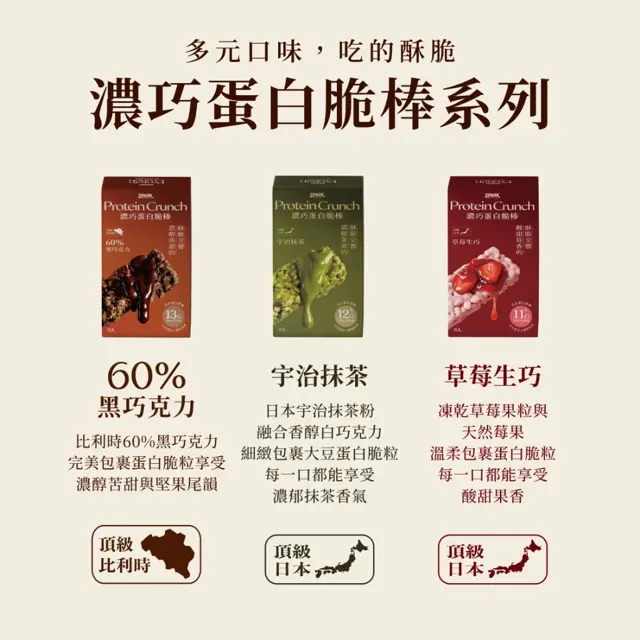 多元口味,吃的酥脆
濃巧蛋白脆棒系列
SPARK
Protein Crunch
濃巧蛋白脆棒
60%
黑巧克力
13g
SPARK
Protein Crunch
濃巧蛋白脆棒
宇治抹茶
12g
SPARK
Protein Crunch
濃巧蛋白脆棒
草莓生巧
11g
60%
黑巧克力
比利時60%黑巧克力
完美包裹蛋白脆粒享受
濃醇苦甜與堅果尾韻
頂級
比利時
宇治抹茶
日本宇治抹茶粉
融合香醇白巧克力
細緻包裹大豆蛋白脆粒
每一口都能享受
濃郁抹茶香氣
頂級
日本
草莓生巧
凍乾草莓果粒與
天然莓果
溫柔包裹蛋白脆粒
每一口都能享受
酸甜果香
頂級
日本